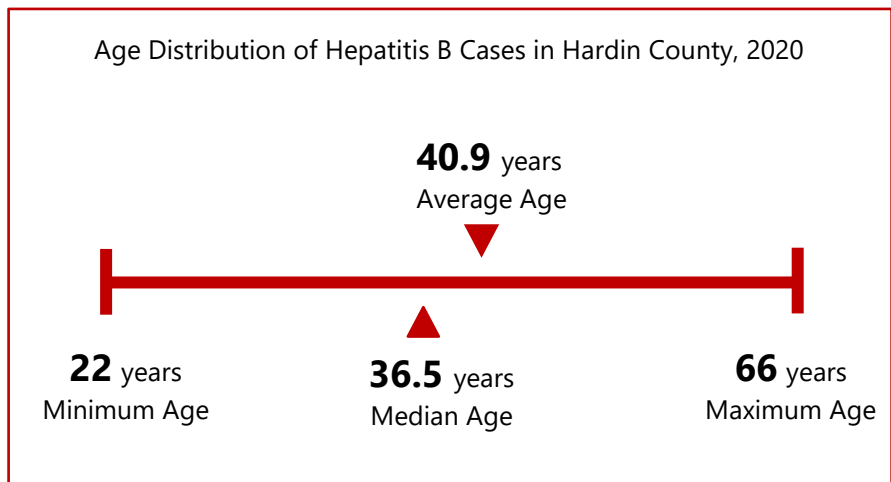 Age Distribution of Hepatitis B Cases in Hardin County, 2020
40.9 years
Average Age
22 years
Minimum Age
36.5 years
Median Age
66 years
Maximum Age